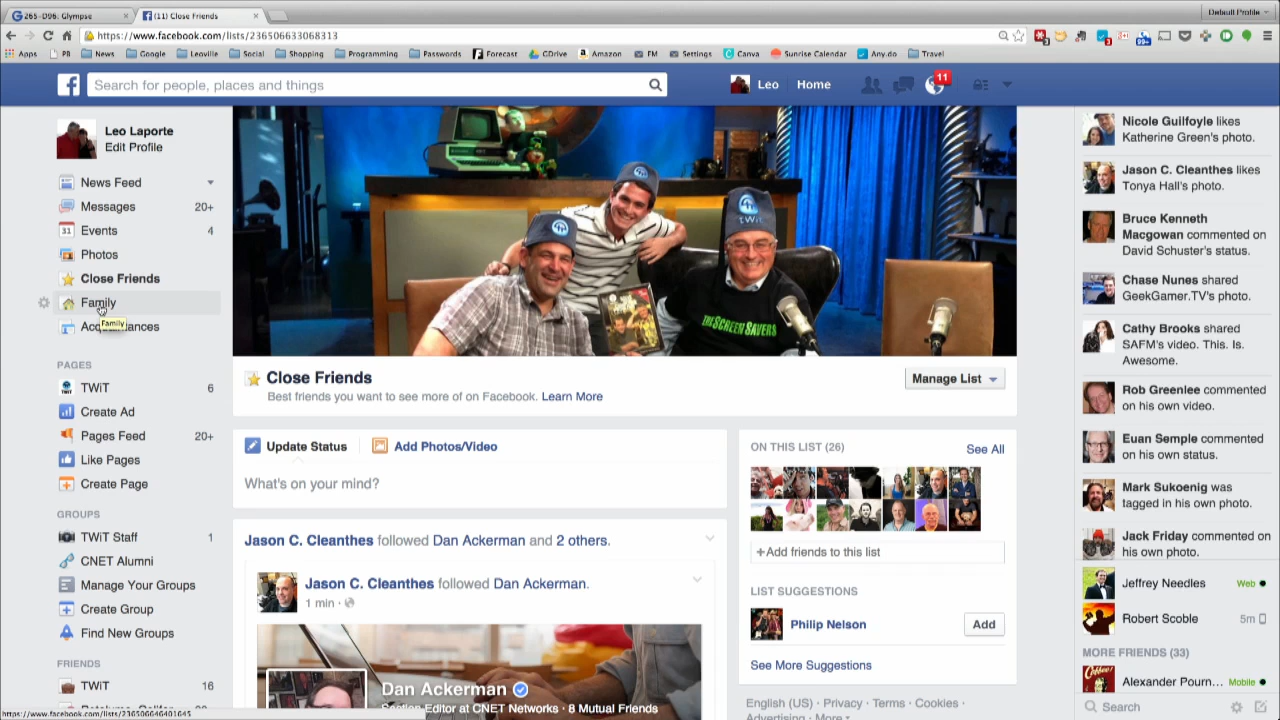 265-D96: Glympse
(11) Close Friends
Default Profile
https://www.facebook.com/lists/236506633068313
Apps
PB
News
Google
Leoville
Social
Shopping
Programming
Passwords
Forecast
GDrive
Amazon
FM
Settings
Canva
Sunrise Calendar
Any.do
Travel
Search for people, places and things
Leo
Home
11
Leo Laporte
Edit Profile
News Feed
Messages 20+
Events 4
Photos
Close Friends
Family
Family
PAGES
TWiT 6
Create Ad
Pages Feed 20+
Like Pages
Create Page
GROUPS
TWiT Staff 1
CNET Alumni
Manage Your Groups
Create Group
Find New Groups
FRIENDS
TWiT 16
https://www.facebook.com/lists/236506646401645
TWiT
THE SCREEN SAVERS
Close Friends
Best friends you want to see more of on Facebook. Learn More
Manage List
Update Status
Add Photos/Video
What's on your mind?
Jason C. Cleanthes followed Dan Ackerman and 2 others.
Jason C. Cleanthes followed Dan Ackerman.
1 min ·
Dan Ackerman
Section Editor at CNET Networks · 8 Mutual Friends
ON THIS LIST (26)
See All
+Add friends to this list
LIST SUGGESTIONS
Philip Nelson
Add
See More Suggestions
English (US) · Privacy · Terms · Cookies ·
Advertising · More
Nicole Guilfoyle likes
Katherine Green's photo.
Jason C. Cleanthes likes
Tonya Hall's photo.
Bruce Kenneth
Macgowan commented on
David Schuster's status.
Chase Nunes shared
GeekGamer.TV's photo.
Cathy Brooks shared
SAFM's video. This. Is.
Awesome.
Rob Greenlee commented
on his own video.
Euan Semple commented
on his own status.
Mark Sukoenig was
tagged in his own photo.
Jack Friday commented on
his own photo.
Jeffrey Needles Web
Robert Scoble 5m
MORE FRIENDS (33)
Alexander Pourn... Mobile
Search